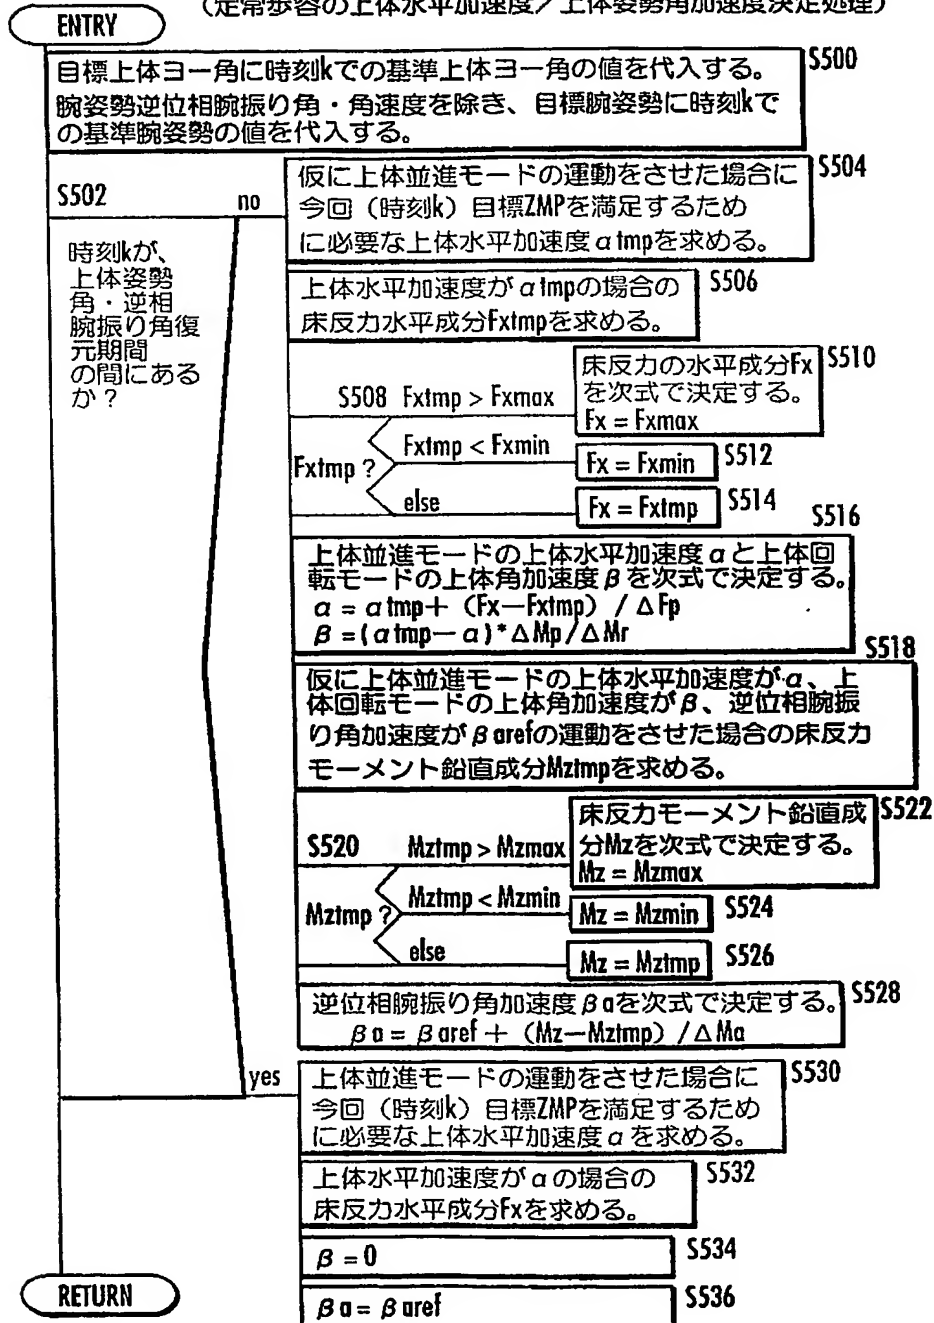 (定常歩容の上体水平加速度/上体姿勢角加速度決定処理)
ENTRY
目標上体ヨー角に時刻kでの基準上体ヨー角の値を代入する。
腕姿勢逆位相腕振り角・角速度を除き、目標腕姿勢に時刻kで
の基準腕姿勢の値を代入する。
S500
S502
no
時刻kが、
上体姿勢
角・逆相
腕振り角復
元期間
の間にある
か?
仮に上体並進モードの運動をさせた場合に
今回(時刻k)目標ZMPを満足するため
に必要な上体水平加速度αtmpを求める。
S504
上体水平加速度がαtmpの場合の
床反力水平成分Fxtmpを求める。
S506
S508 Fxtmp > Fxmax
床反力の水平成分Fx
を次式で決定する。
Fx = Fxmax
S510
Fxtmp ?
Fxtmp < Fxmin
Fx = Fxmin
S512
else
Fx = Fxtmp
S514
S516
上体並進モードの上体水平加速度αと上体回
転モードの上体角加速度βを次式で決定する。
α = αtmp+ (Fx-Fxtmp) / ΔFp
β =(αtmp-α)*ΔMp/ΔMr
S518
仮に上体並進モードの上体水平加速度がα、上
体回転モードの上体角加速度がβ、逆位相腕振
り角加速度がβarefの運動をさせた場合の床反力
モーメント鉛直成分Mztmpを求める。
S520 Mztmp > Mzmax
床反力モーメント鉛直成
分Mzを次式で決定する。
Mz = Mzmax
S522
Mztmp ?
Mztmp < Mzmin
Mz = Mzmin
S524
else
Mz = Mztmp
S526
逆位相腕振り角加速度βaを次式で決定する。
βa = βaref + (Mz-Mztmp) /ΔMa
S528
yes
上体並進モードの運動をさせた場合に
今回(時刻k)目標ZMPを満足するため
に必要な上体水平加速度αを求める。
S530
上体水平加速度がαの場合の
床反力水平成分Fxを求める。
S532
β = 0
S534
βa = βaref
S536
RETURN